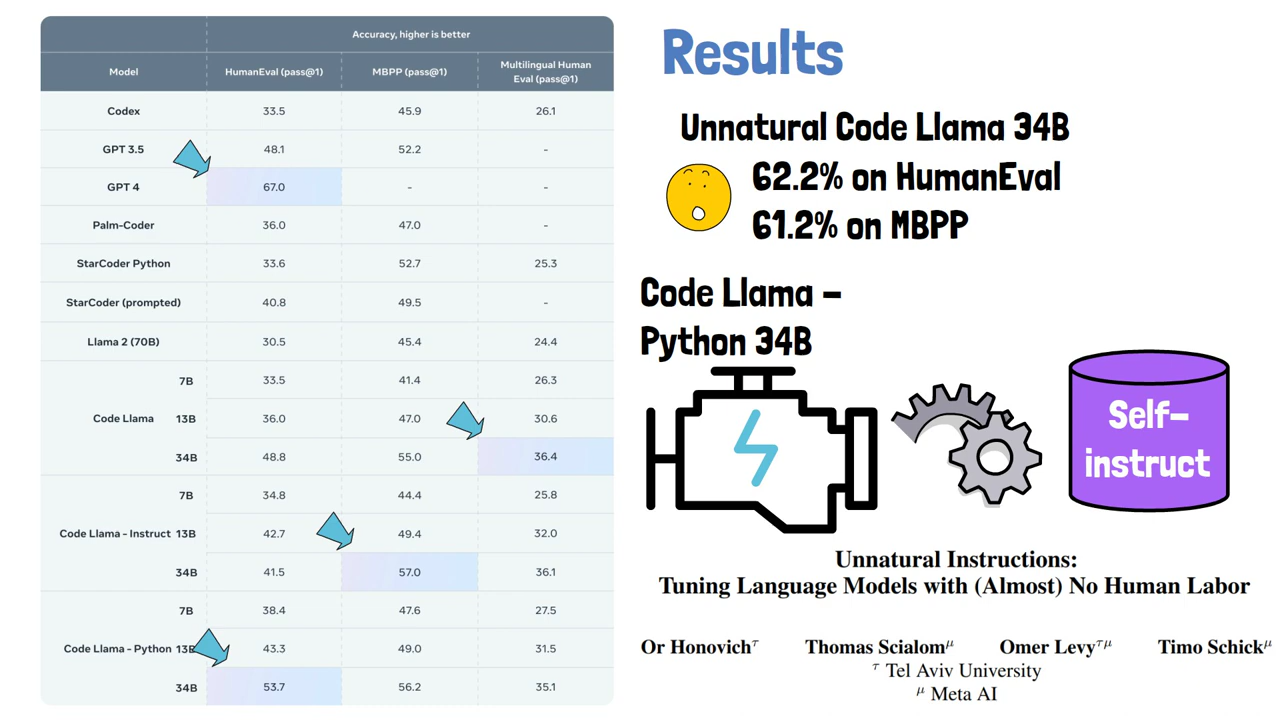 Accuracy, higher is better
Model HumanEval (pass@1) MBPP (pass@1) Multilingual Human Eval (pass@1)
Codex 33.5 45.9 26.1
GPT 3.5 48.1 52.2 -
GPT 4 67.0 - -
Palm-Coder 36.0 47.0 -
StarCoder Python 33.6 52.7 25.3
StarCoder (prompted) 40.8 49.5 -
Llama 2 (70B) 30.5 45.4 24.4
7B 33.5 41.4 26.3
Code Llama 13B 36.0 47.0 30.6
34B 48.8 55.0 36.4
7B 34.8 44.4 25.8
Code Llama - Instruct 13B 42.7 49.4 32.0
34B 41.5 57.0 36.1
7B 38.4 47.6 27.5
Code Llama - Python 13B 43.3 49.0 31.5
34B 53.7 56.2 35.1
Results
Unnatural Code Llama 34B
62.2% on HumanEval
61.2% on MBPP
Code Llama -
Python 34B
Self-
instruct
Unnatural Instructions:
Tuning Language Models with (Almost) No Human Labor
Or Honovich^τ Thomas Scialom^μ Omer Levy^τμ Timo Schick^μ
^τ Tel Aviv University
^μ Meta AI